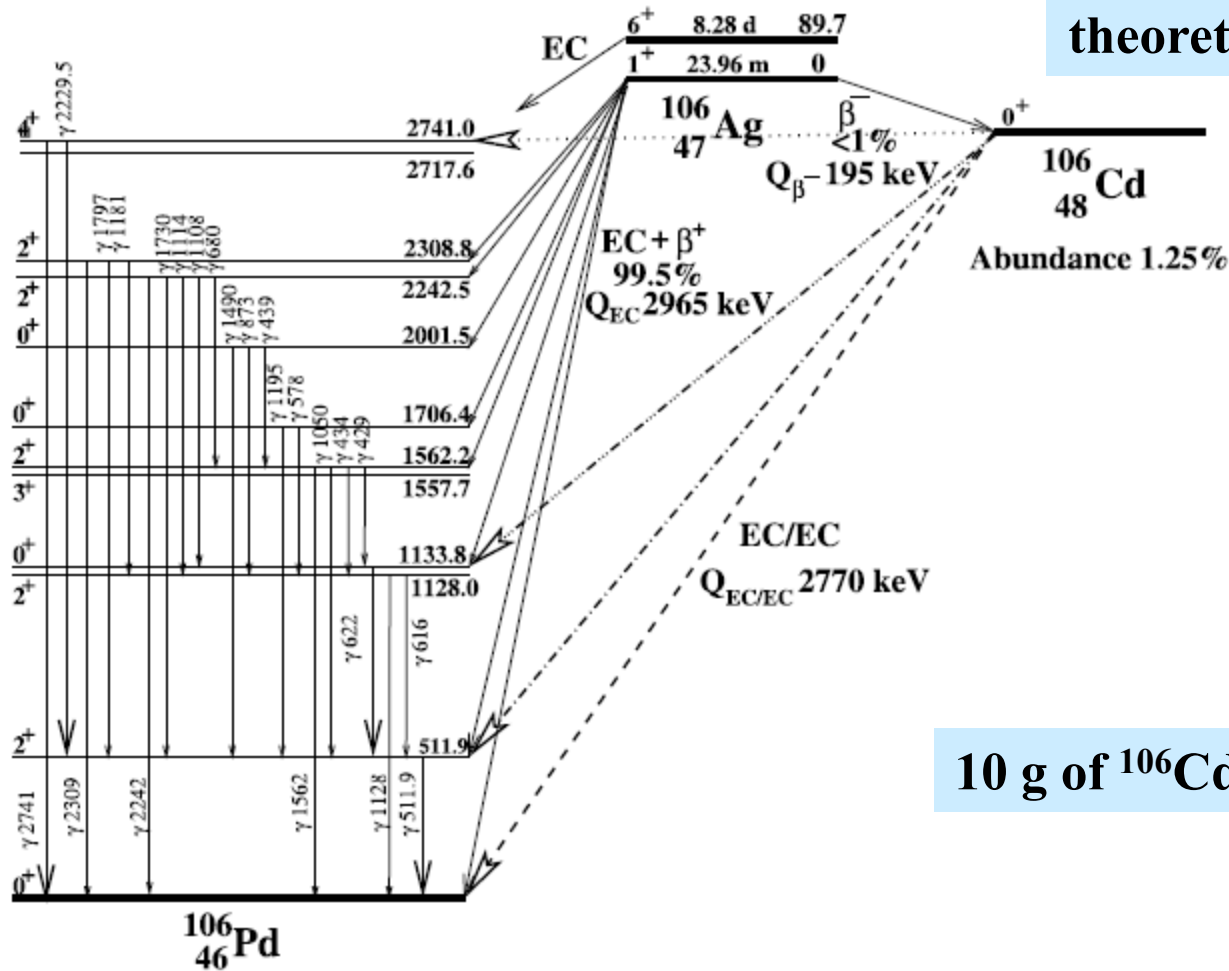 theoret
6+ 8.28 d 89.7
EC
1+ 23.96 m 0
106 47 Ag
β−
<1%
Qβ− 195 keV
0+
106 48 Cd
Abundance 1.25%
EC + β+
99.5%
QEC 2965 keV
γ 2229.5
4+ 2741.0
2717.6
γ 1797
γ 1181
γ 1730
γ 1114
γ 1108
γ 680
2+ 2308.8
2+ 2242.5
γ 1490
γ 873
γ 439
0+ 2001.5
γ 1195
γ 578
0+ 1706.4
γ 1050
γ 434
γ 429
2+ 1562.2
3+ 1557.7
0+ 1133.8
2+ 1128.0
EC/EC
QEC/EC 2770 keV
γ 622
γ 616
2+ 511.9
10 g of 106Cd
γ 2741
γ 2309
γ 2242
γ 1562
γ 1128
γ 511.9
0+
106 46 Pd